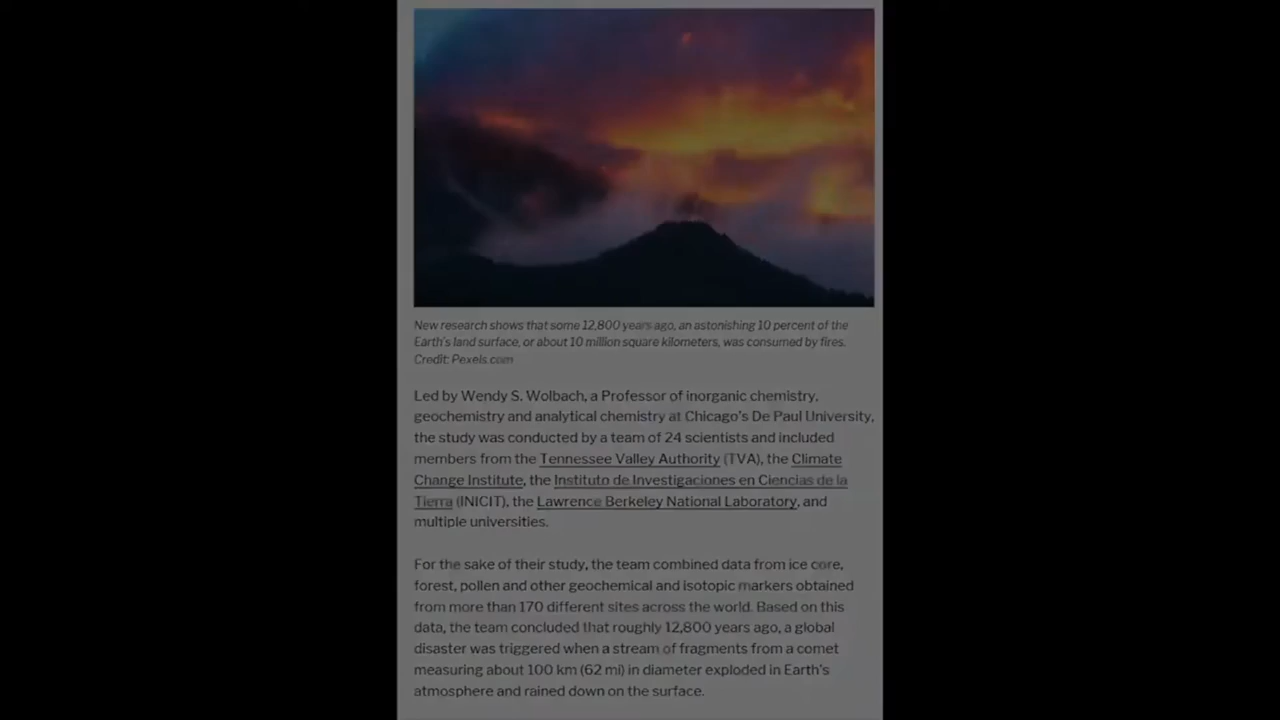 New research shows that some 12,800 years ago, an astonishing 10 percent of the
Earth's land surface, or about 10 million square kilometers, was consumed by fires.
Credit: Pexels.com
Led by Wendy S. Wolbach, a Professor of inorganic chemistry,
geochemistry and analytical chemistry at Chicago's De Paul University,
the study was conducted by a team of 24 scientists and included
members from the Tennessee Valley Authority (TVA), the Climate
Change Institute, the Instituto de Investigaciones en Ciencias de la
Tierra (INICIT), the Lawrence Berkeley National Laboratory, and
multiple universities.
For the sake of their study, the team combined data from ice core,
forest, pollen and other geochemical and isotopic markers obtained
from more than 170 different sites across the world. Based on this
data, the team concluded that roughly 12,800 years ago, a global
disaster was triggered when a stream of fragments from a comet
measuring about 100 km (62 mi) in diameter exploded in Earth's
atmosphere and rained down on the surface.